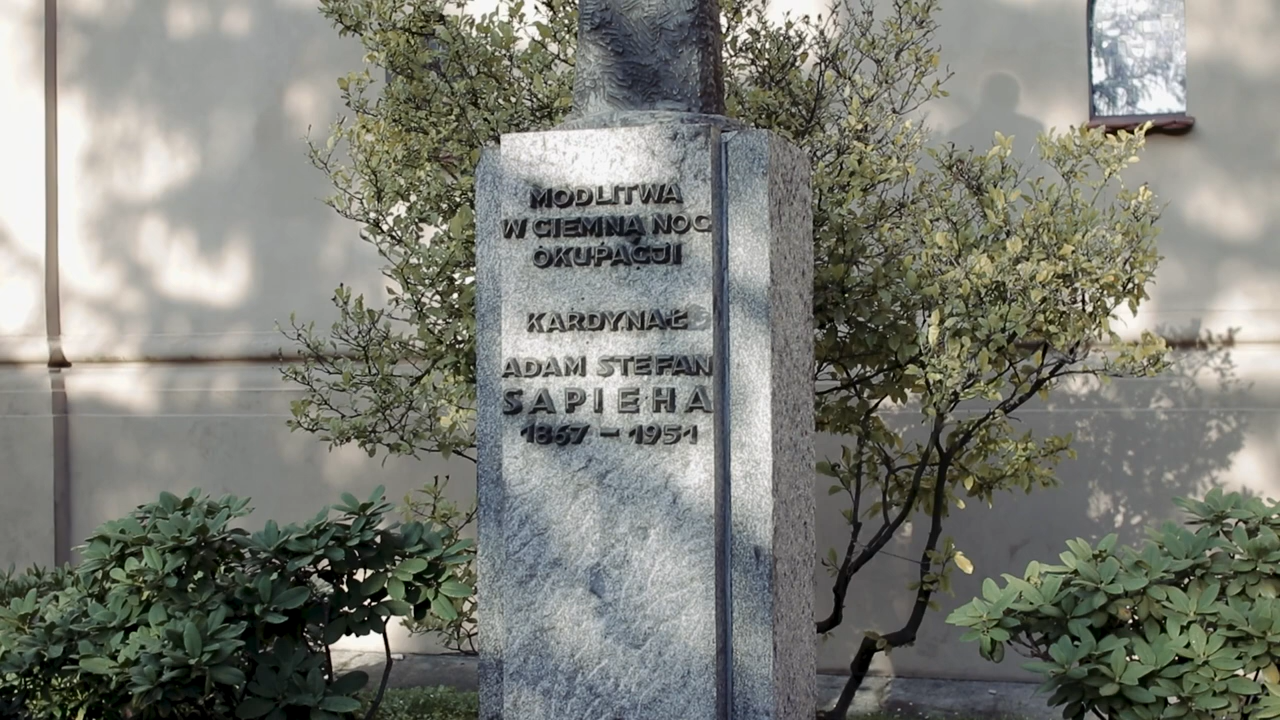 MODLITWA
W CIEMNĄ NOC
OKUPACJI
KARDYNAŁ
ADAM STEFAN
SAPIEHA
1867 – 1951